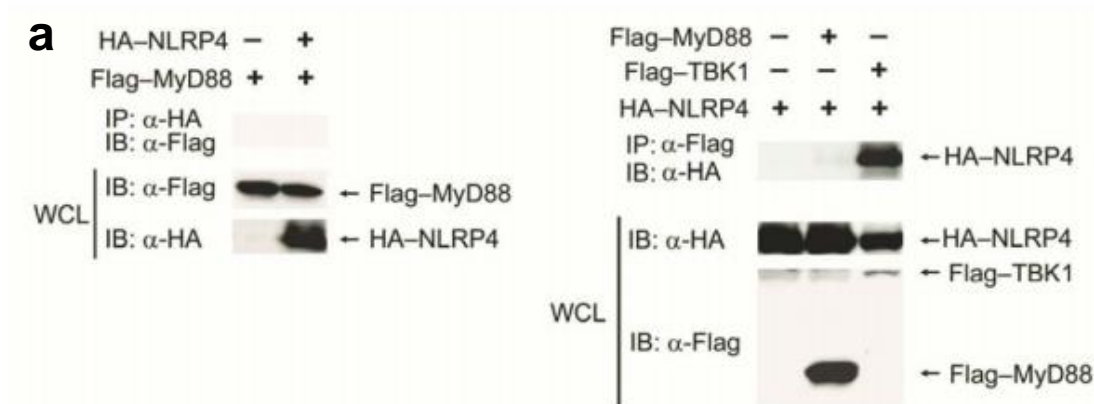 a
HA–NLRP4 – +
Flag–MyD88 + +
IP: α-HA
IB: α-Flag
WCL
IB: α-Flag ← Flag–MyD88
IB: α-HA ← HA–NLRP4
Flag–MyD88 – + –
Flag–TBK1 – – +
HA–NLRP4 + + +
IP: α-Flag
IB: α-HA
←HA–NLRP4
WCL
IB: α-HA ←HA–NLRP4
← Flag–TBK1
IB: α-Flag
← Flag–MyD88